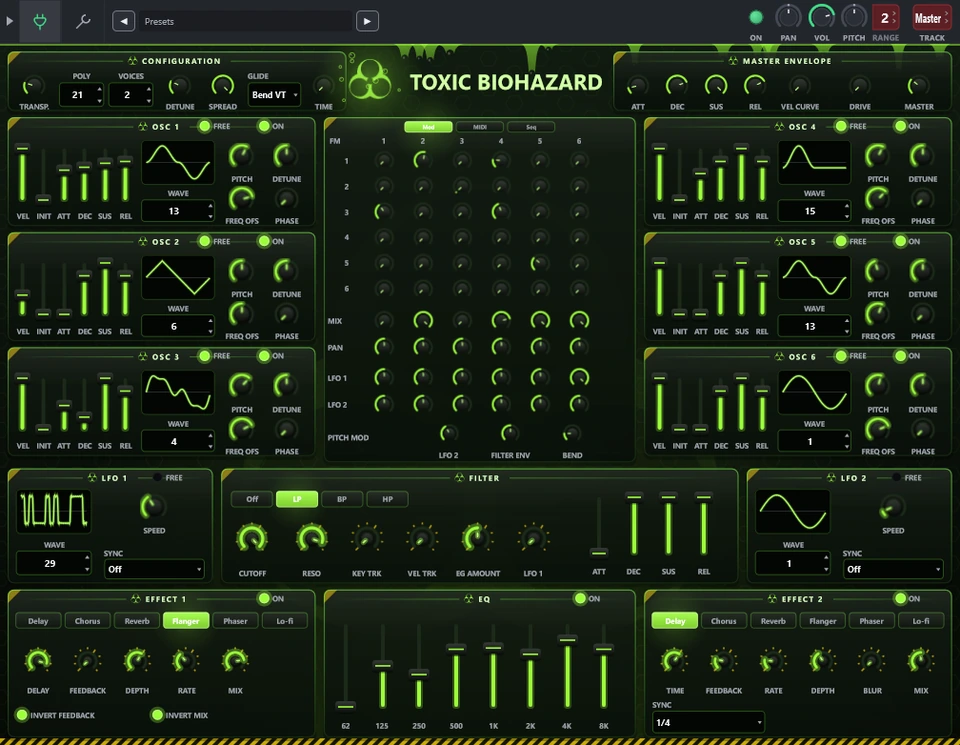 Presets
2
Master
ON PAN VOL PITCH RANGE TRACK
CONFIGURATION
POLY VOICES GLIDE
21 2 Bend VT
TRANSP. DETUNE SPREAD TIME
TOXIC BIOHAZARD
MASTER ENVELOPE
ATT DEC SUS REL VEL CURVE DRIVE MASTER
OSC 1 FREE ON
WAVE
13
PITCH DETUNE
VEL INIT ATT DEC SUS REL
FREQ OFS PHASE
OSC 2 FREE ON
WAVE
6
PITCH DETUNE
VEL INIT ATT DEC SUS REL
FREQ OFS PHASE
OSC 3 FREE ON
WAVE
4
PITCH DETUNE
VEL INIT ATT DEC SUS REL
FREQ OFS PHASE
Mod MIDI Seq
FM 1 2 3 4 5 6
1
2
3
4
5
6
MIX
PAN
LFO 1
LFO 2
PITCH MOD
LFO 2 FILTER ENV BEND
OSC 4 FREE ON
WAVE
15
PITCH DETUNE
VEL INIT ATT DEC SUS REL
FREQ OFS PHASE
OSC 5 FREE ON
WAVE
13
PITCH DETUNE
VEL INIT ATT DEC SUS REL
FREQ OFS PHASE
OSC 6 FREE ON
WAVE
1
PITCH DETUNE
VEL INIT ATT DEC SUS REL
FREQ OFS PHASE
LFO 1 FREE
SPEED
WAVE
29
SYNC
Off
FILTER
Off LP BP HP
CUTOFF RESO KEY TRK VEL TRK EG AMOUNT LFO 1 ATT DEC SUS REL
LFO 2 FREE
SPEED
WAVE
1
SYNC
Off
EFFECT 1 ON
Delay Chorus Reverb Flanger Phaser Lo-fi
DELAY FEEDBACK DEPTH RATE MIX
INVERT FEEDBACK INVERT MIX
EQ ON
62 125 250 500 1K 2K 4K 8K
EFFECT 2 ON
Delay Chorus Reverb Flanger Phaser Lo-fi
TIME FEEDBACK RATE DEPTH BLUR MIX
SYNC
1/4